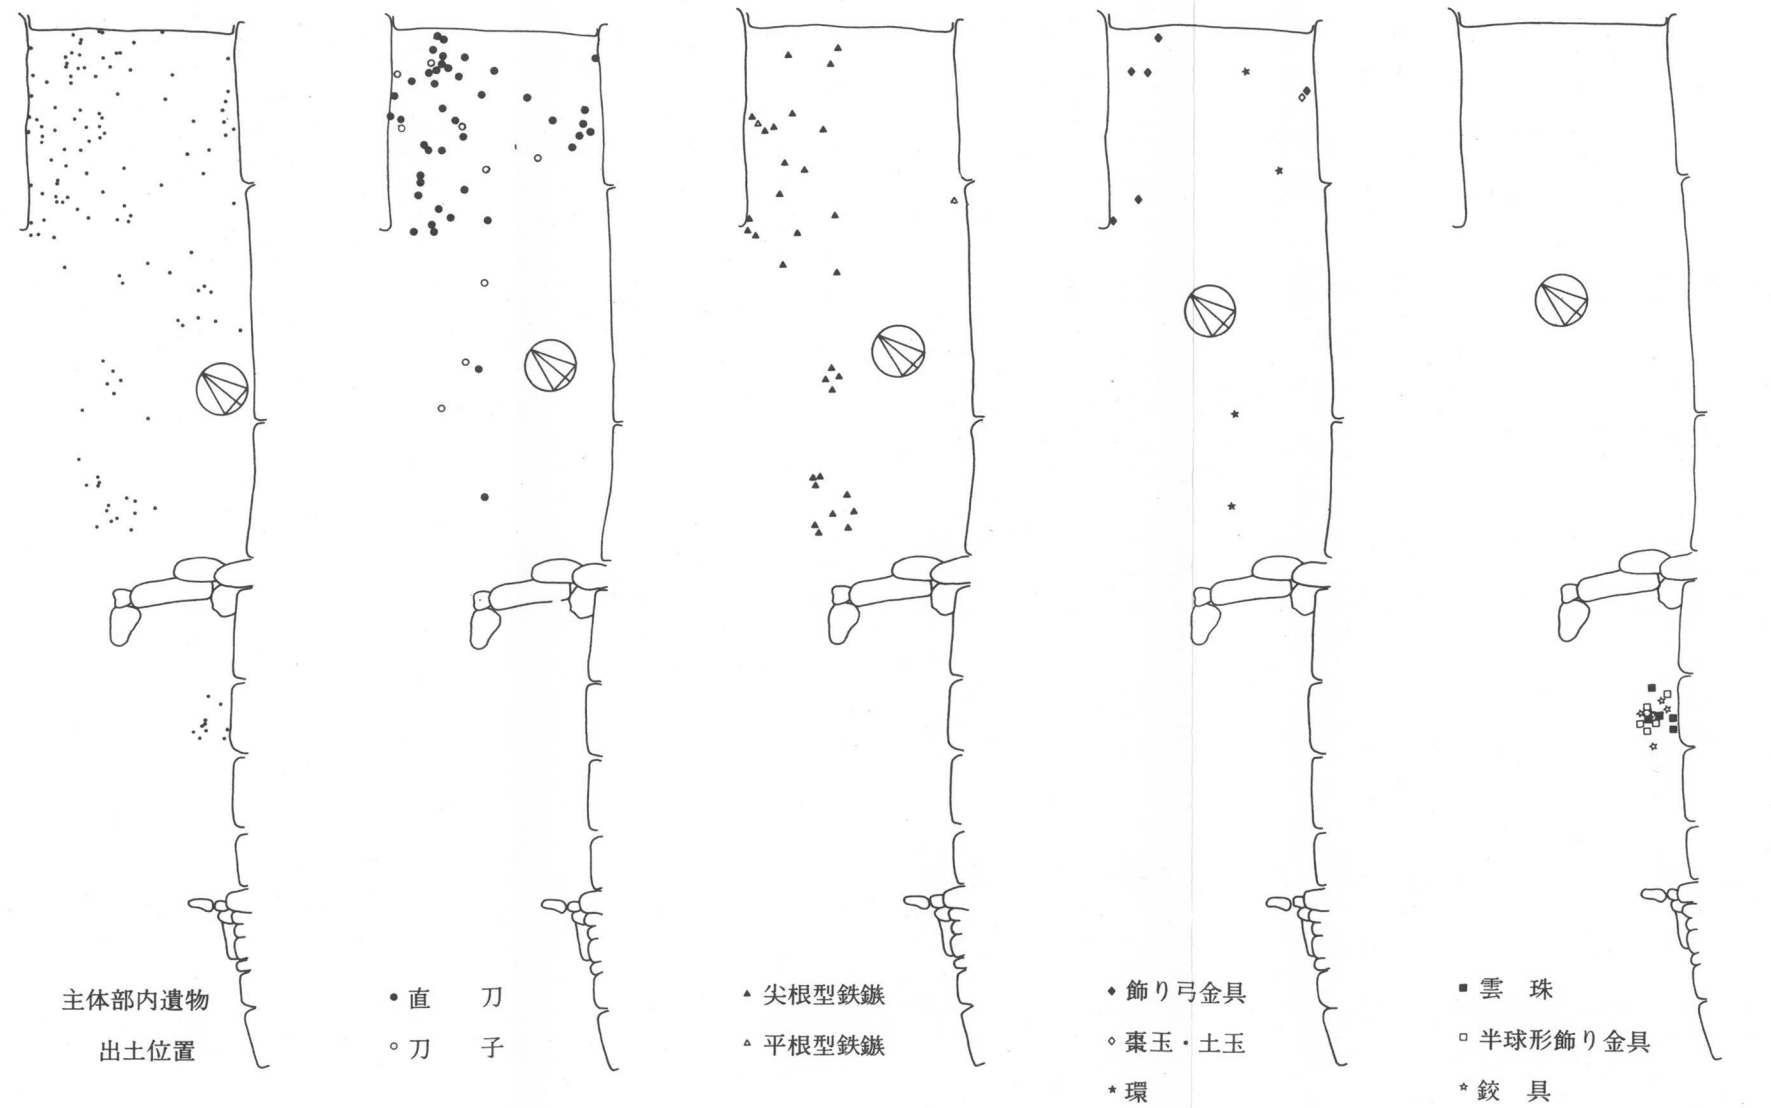 主体部内遺物
出土位置
● 直 刀
○ 刀 子
▲ 尖根型鉄鏃
△ 平根型鉄鏃
◆ 飾り弓金具
◇ 棗玉・土玉
★ 環
■ 雲 珠
□ 半球形飾り金具
☆ 鉸 具